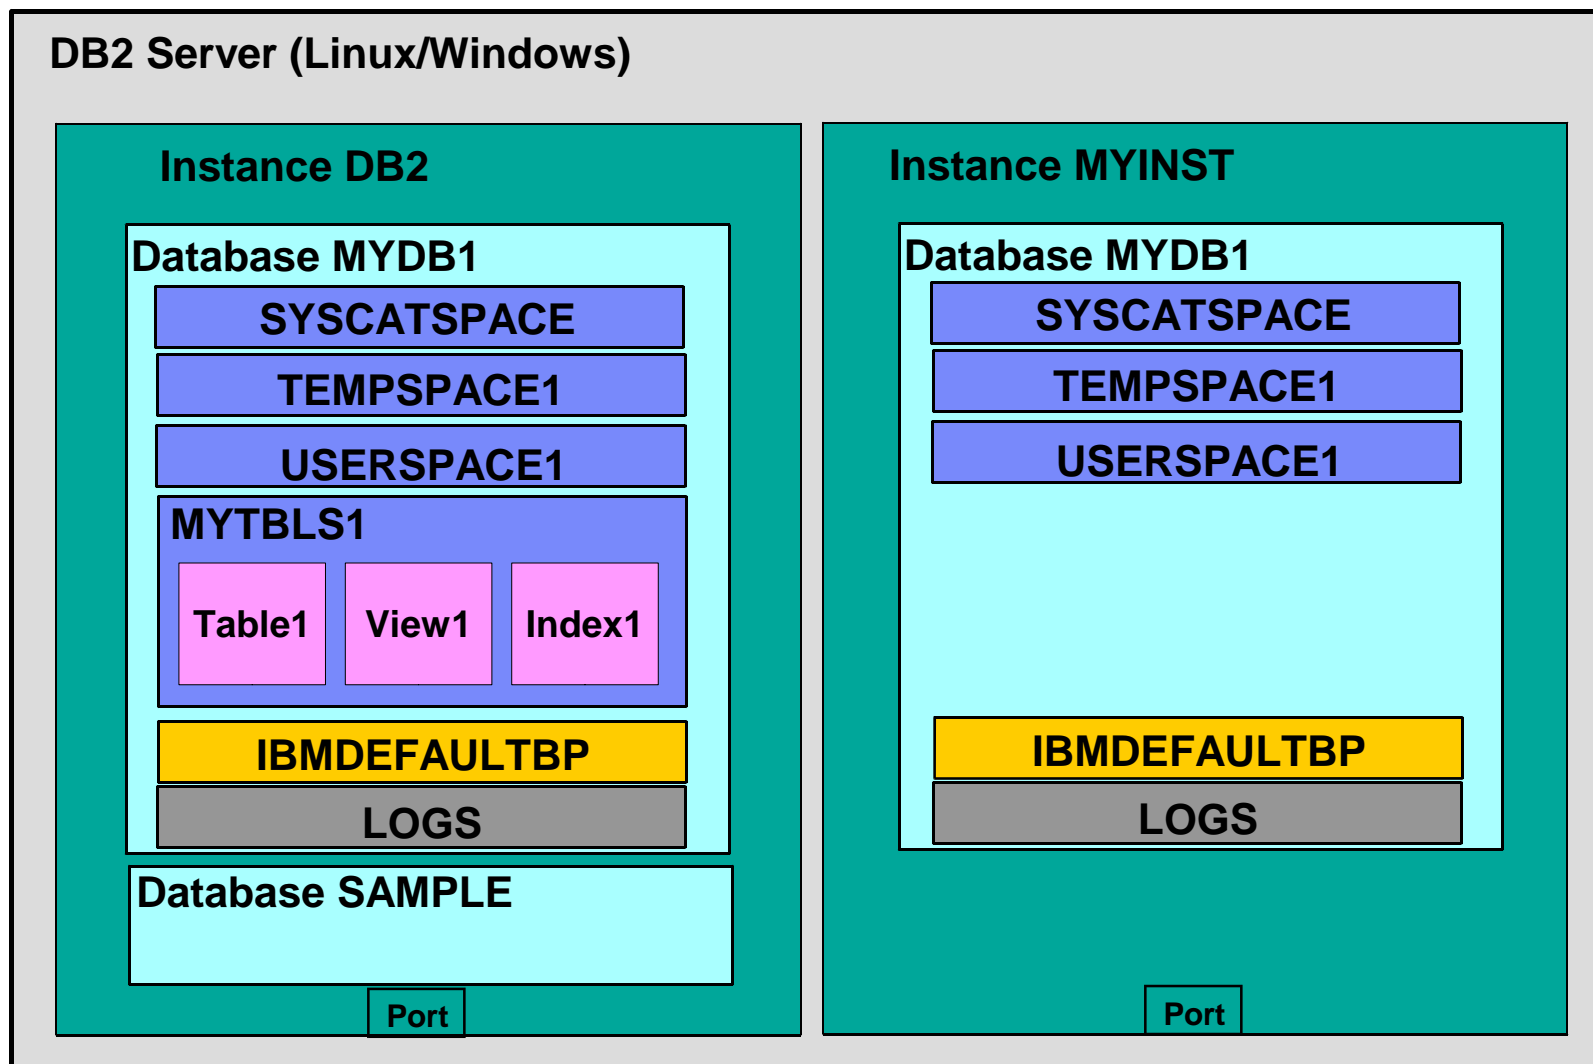 DB2 Server (Linux/Windows)
Instance DB2
Database MYDB1
SYSCATSPACE
TEMPSPACE1
USERSPACE1
MYTBLS1
Table1
View1
Index1
IBMDEFAULTBP
LOGS
Database SAMPLE
Port
Instance MYINST
Database MYDB1
SYSCATSPACE
TEMPSPACE1
USERSPACE1
IBMDEFAULTBP
LOGS
Port